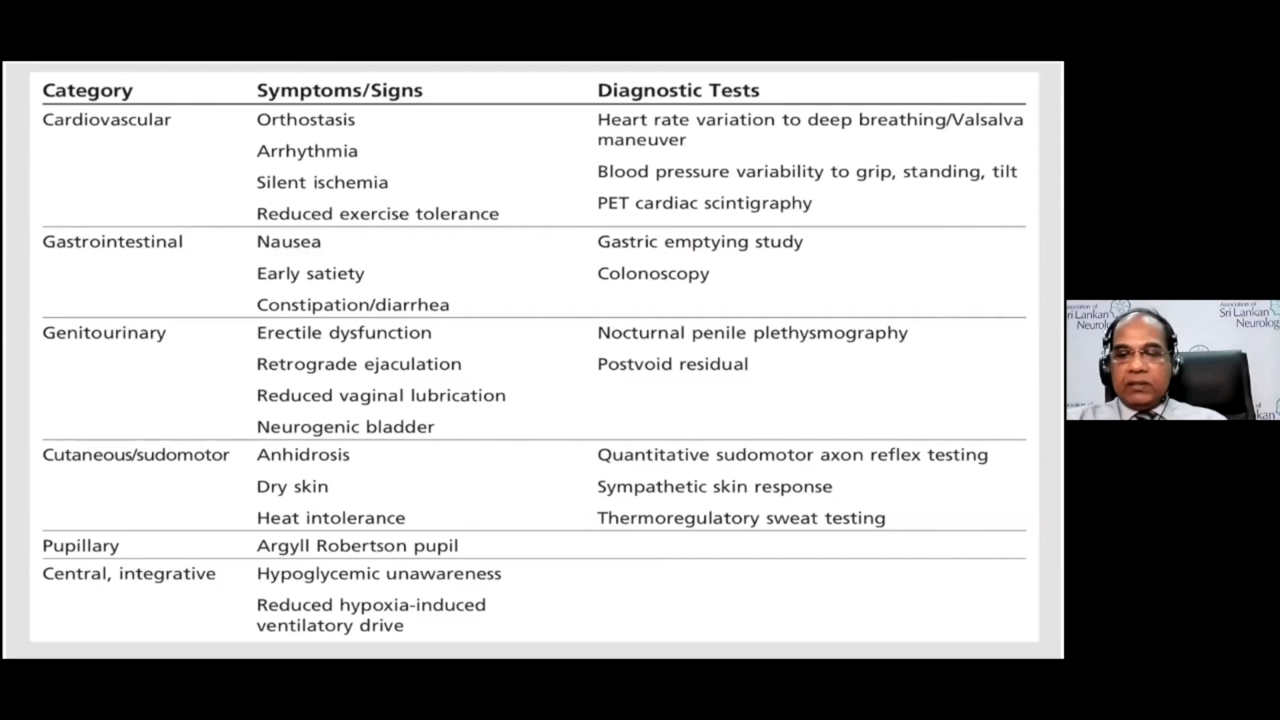 Category Symptoms/Signs Diagnostic Tests
Cardiovascular Orthostasis Heart rate variation to deep breathing/Valsalva
maneuver
Arrhythmia
Blood pressure variability to grip, standing, tilt
Silent ischemia
PET cardiac scintigraphy
Reduced exercise tolerance
Gastrointestinal Nausea Gastric emptying study
Early satiety Colonoscopy
Constipation/diarrhea
Genitourinary Erectile dysfunction Nocturnal penile plethysmography
Retrograde ejaculation Postvoid residual
Reduced vaginal lubrication
Neurogenic bladder
Cutaneous/sudomotor Anhidrosis Quantitative sudomotor axon reflex testing
Dry skin Sympathetic skin response
Heat intolerance Thermoregulatory sweat testing
Pupillary Argyll Robertson pupil
Central, integrative Hypoglycemic unawareness
Reduced hypoxia-induced
ventilatory drive
Association of
Sri Lankan
Neurolog